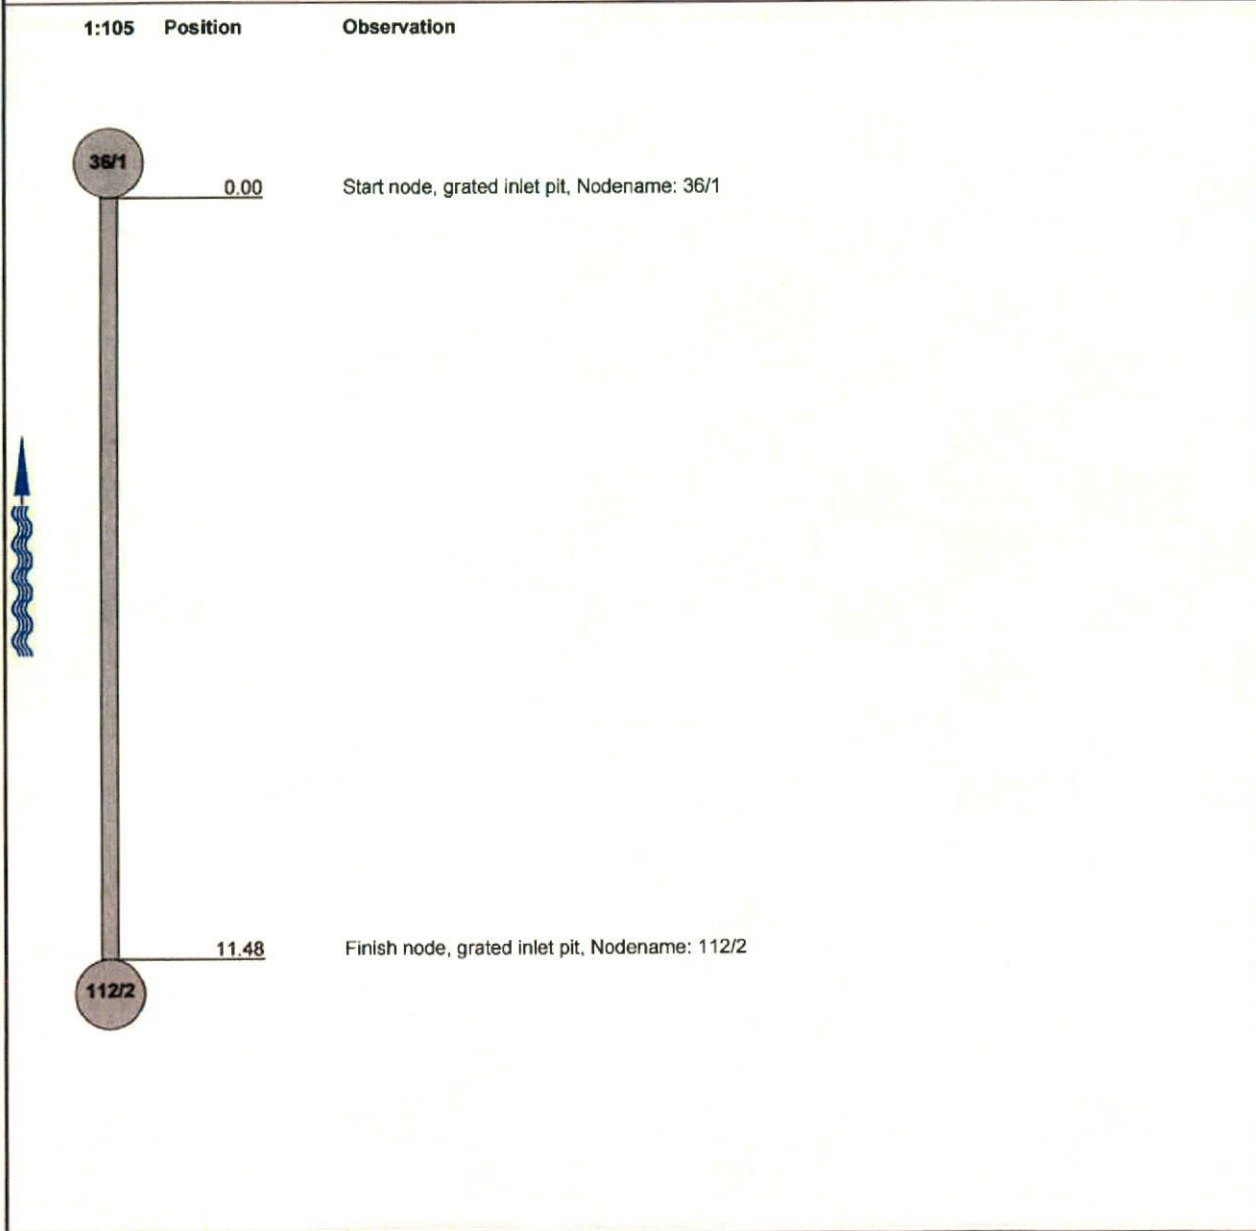 1:105 Position Observation
36/1
0.00 Start node, grated inlet pit, Nodename: 36/1
11.48 Finish node, grated inlet pit, Nodename: 112/2
112/2